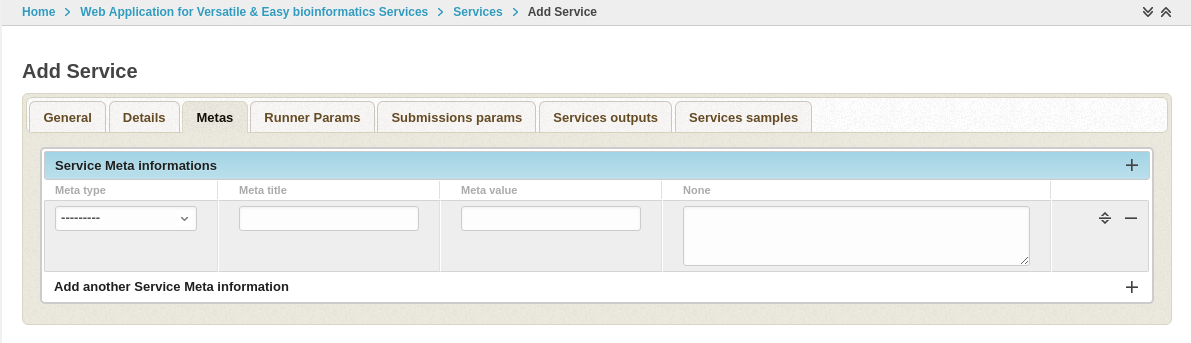 Home > Web Application for Versatile & Easy bioinformatics Services > Services > Add Service
Add Service
General Details Metas Runner Params Submissions params Services outputs Services samples
Service Meta informations
Meta type Meta title Meta value None
---------
Add another Service Meta information